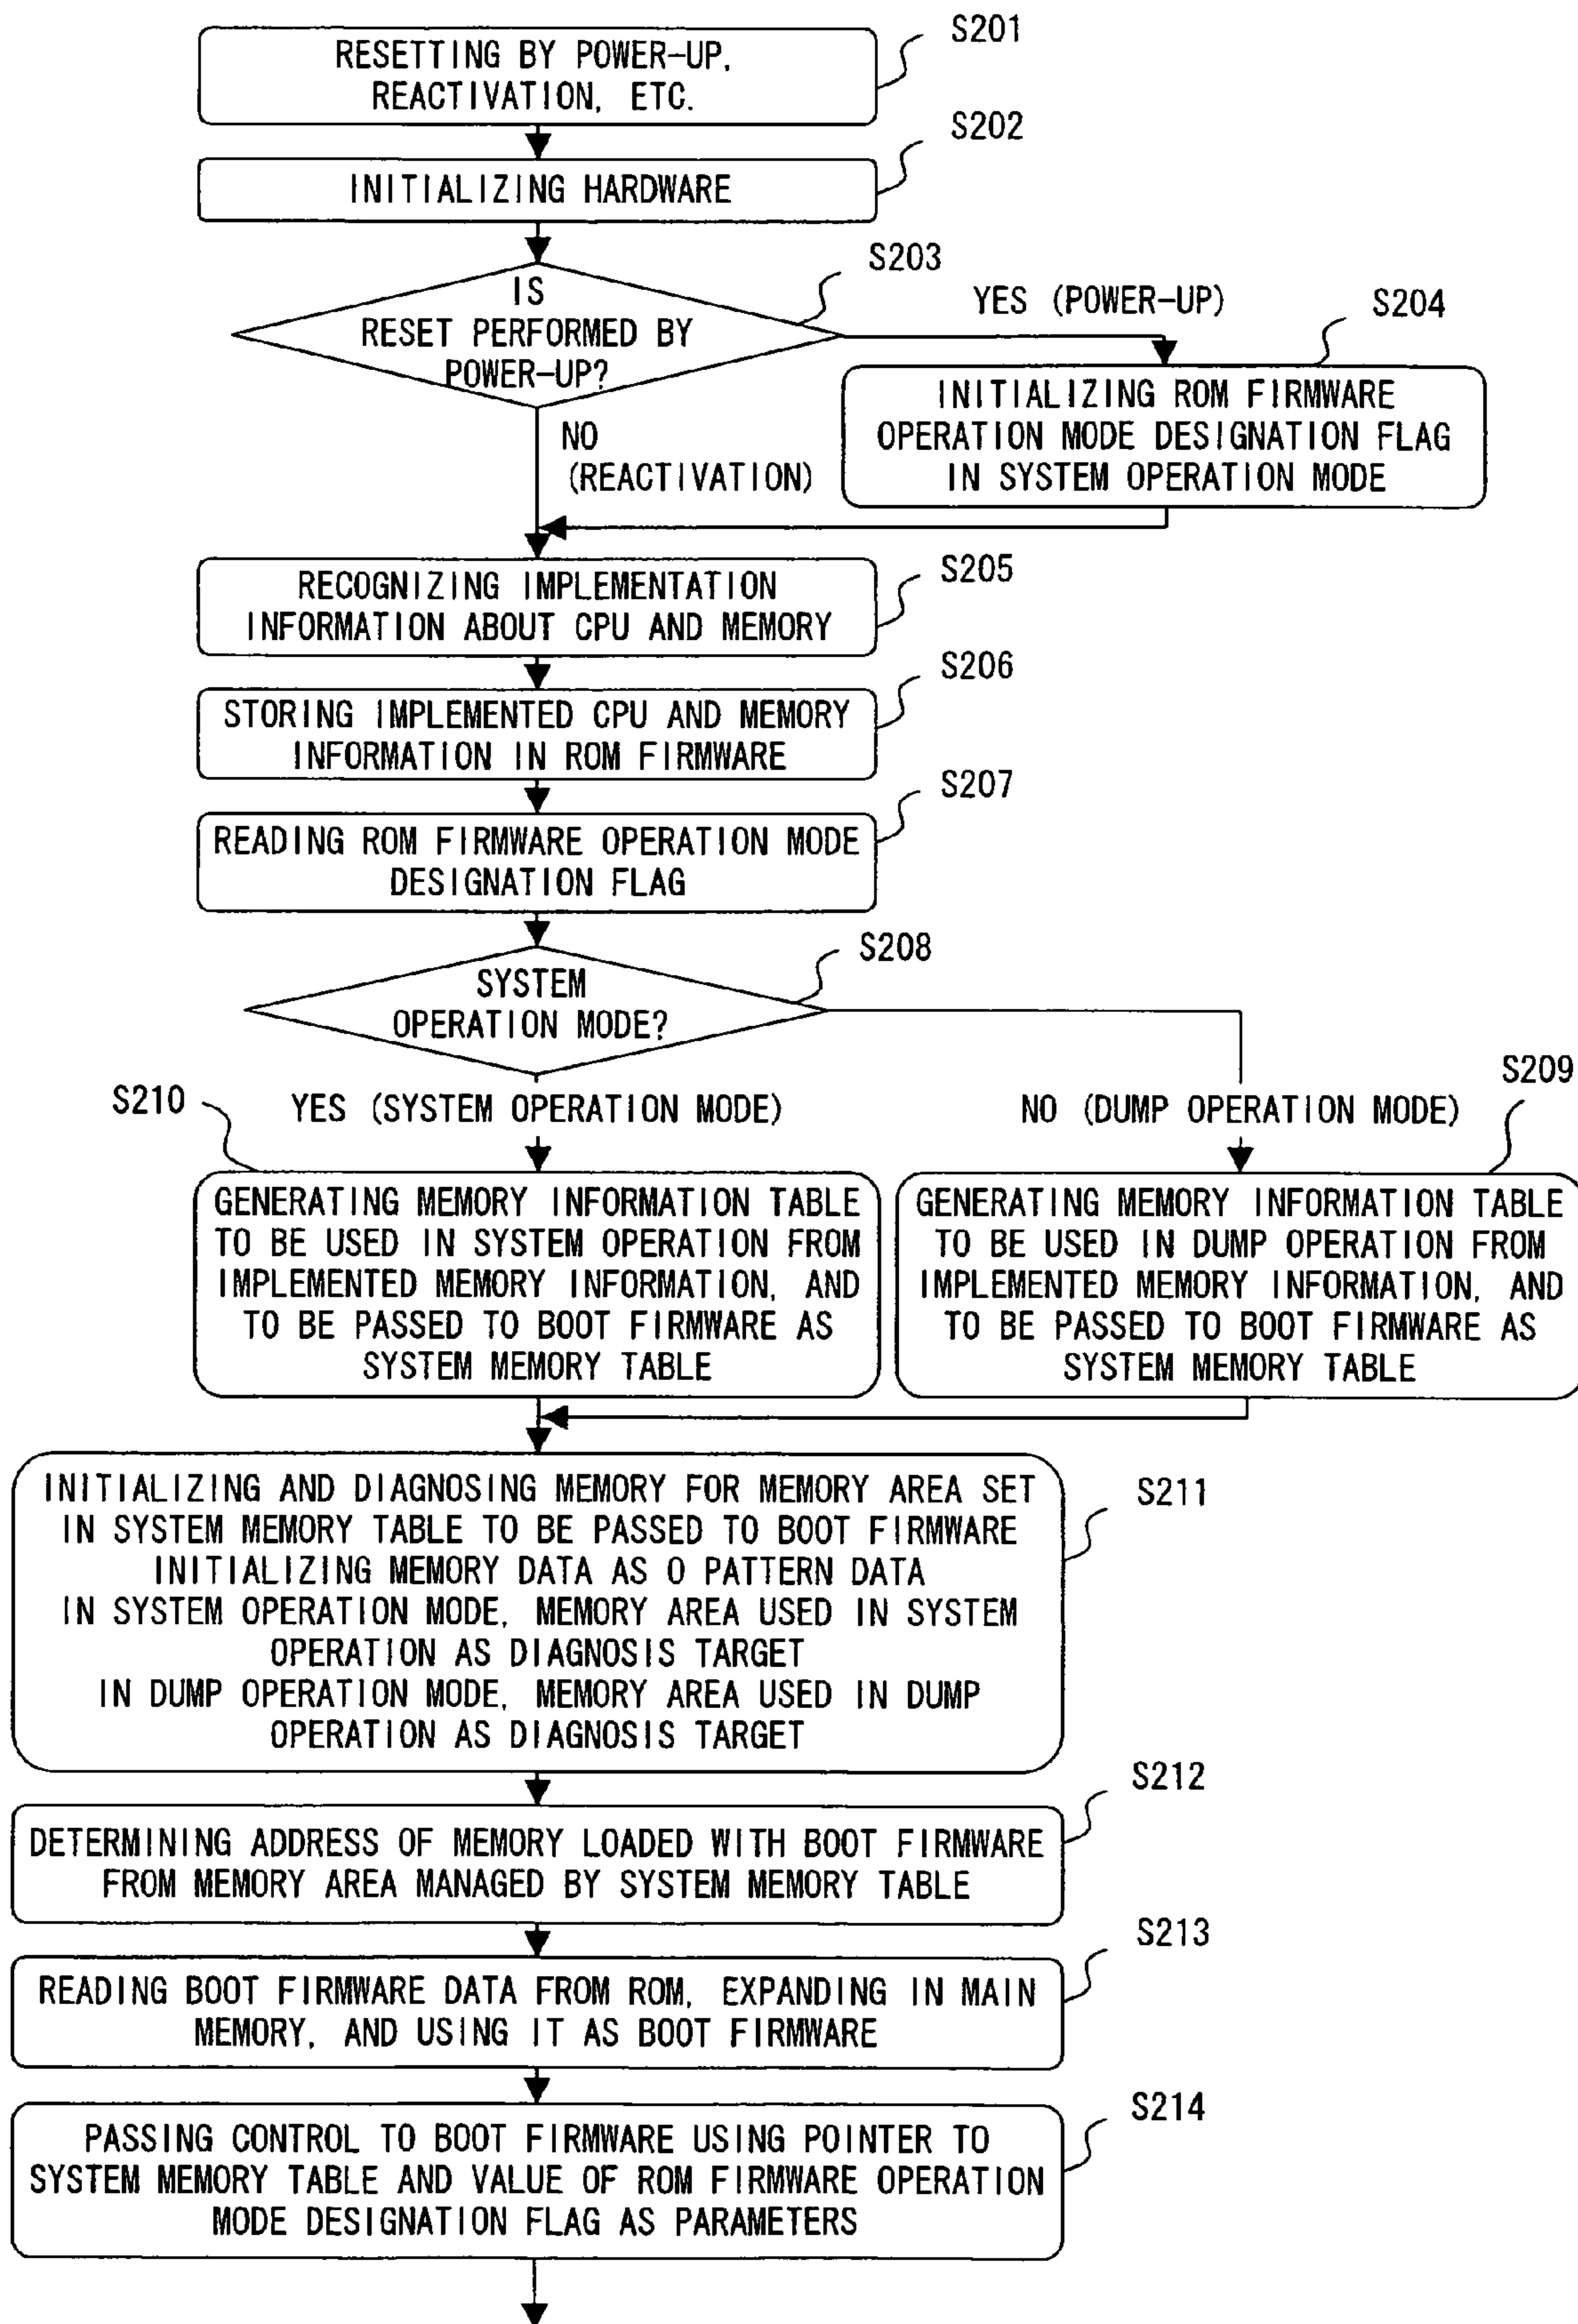 S201
RESETTING BY POWER-UP,
REACTIVATION, ETC.
S202
INITIALIZING HARDWARE
S203
IS
RESET PERFORMED BY
POWER-UP?
YES (POWER-UP)
S204
INITIALIZING ROM FIRMWARE
OPERATION MODE DESIGNATION FLAG
IN SYSTEM OPERATION MODE
NO
(REACTIVATION)
S205
RECOGNIZING IMPLEMENTATION
INFORMATION ABOUT CPU AND MEMORY
S206
STORING IMPLEMENTED CPU AND MEMORY
INFORMATION IN ROM FIRMWARE
S207
READING ROM FIRMWARE OPERATION MODE
DESIGNATION FLAG
S208
SYSTEM
OPERATION MODE?
S210
YES (SYSTEM OPERATION MODE)
GENERATING MEMORY INFORMATION TABLE
TO BE USED IN SYSTEM OPERATION FROM
IMPLEMENTED MEMORY INFORMATION, AND
TO BE PASSED TO BOOT FIRMWARE AS
SYSTEM MEMORY TABLE
S209
NO (DUMP OPERATION MODE)
GENERATING MEMORY INFORMATION TABLE
TO BE USED IN DUMP OPERATION FROM
IMPLEMENTED MEMORY INFORMATION, AND
TO BE PASSED TO BOOT FIRMWARE AS
SYSTEM MEMORY TABLE
S211
INITIALIZING AND DIAGNOSING MEMORY FOR MEMORY AREA SET
IN SYSTEM MEMORY TABLE TO BE PASSED TO BOOT FIRMWARE
INITIALIZING MEMORY DATA AS 0 PATTERN DATA
IN SYSTEM OPERATION MODE, MEMORY AREA USED IN SYSTEM
OPERATION AS DIAGNOSIS TARGET
IN DUMP OPERATION MODE, MEMORY AREA USED IN DUMP
OPERATION AS DIAGNOSIS TARGET
S212
DETERMINING ADDRESS OF MEMORY LOADED WITH BOOT FIRMWARE
FROM MEMORY AREA MANAGED BY SYSTEM MEMORY TABLE
S213
READING BOOT FIRMWARE DATA FROM ROM, EXPANDING IN MAIN
MEMORY, AND USING IT AS BOOT FIRMWARE
S214
PASSING CONTROL TO BOOT FIRMWARE USING POINTER TO
SYSTEM MEMORY TABLE AND VALUE OF ROM FIRMWARE OPERATION
MODE DESIGNATION FLAG AS PARAMETERS